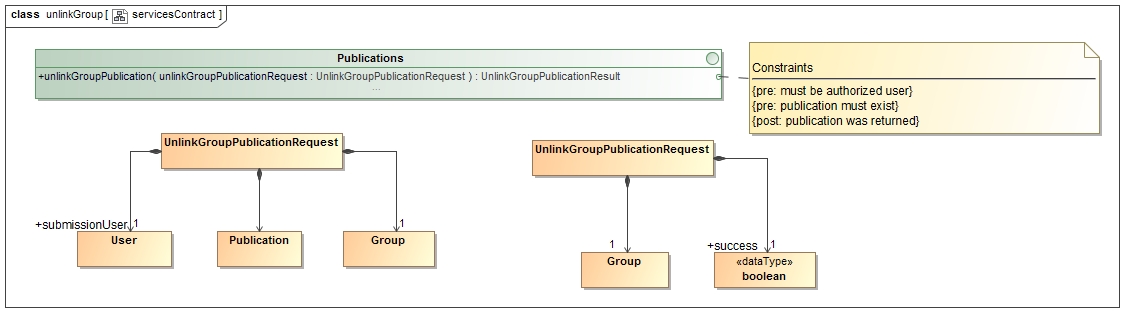 class unlinkGroup [ servicesContract ]
Publications
+unlinkGroupPublication( unlinkGroupPublicationRequest : UnlinkGroupPublicationRequest ) : UnlinkGroupPublicationResult
...
Constraints
{pre: must be authorized user}
{pre: publication must exist}
{post: publication was returned}
UnlinkGroupPublicationRequest
+submissionUser 1
1
User
Publication
Group
UnlinkGroupPublicationRequest
1
+success 1
Group
«dataType»
boolean